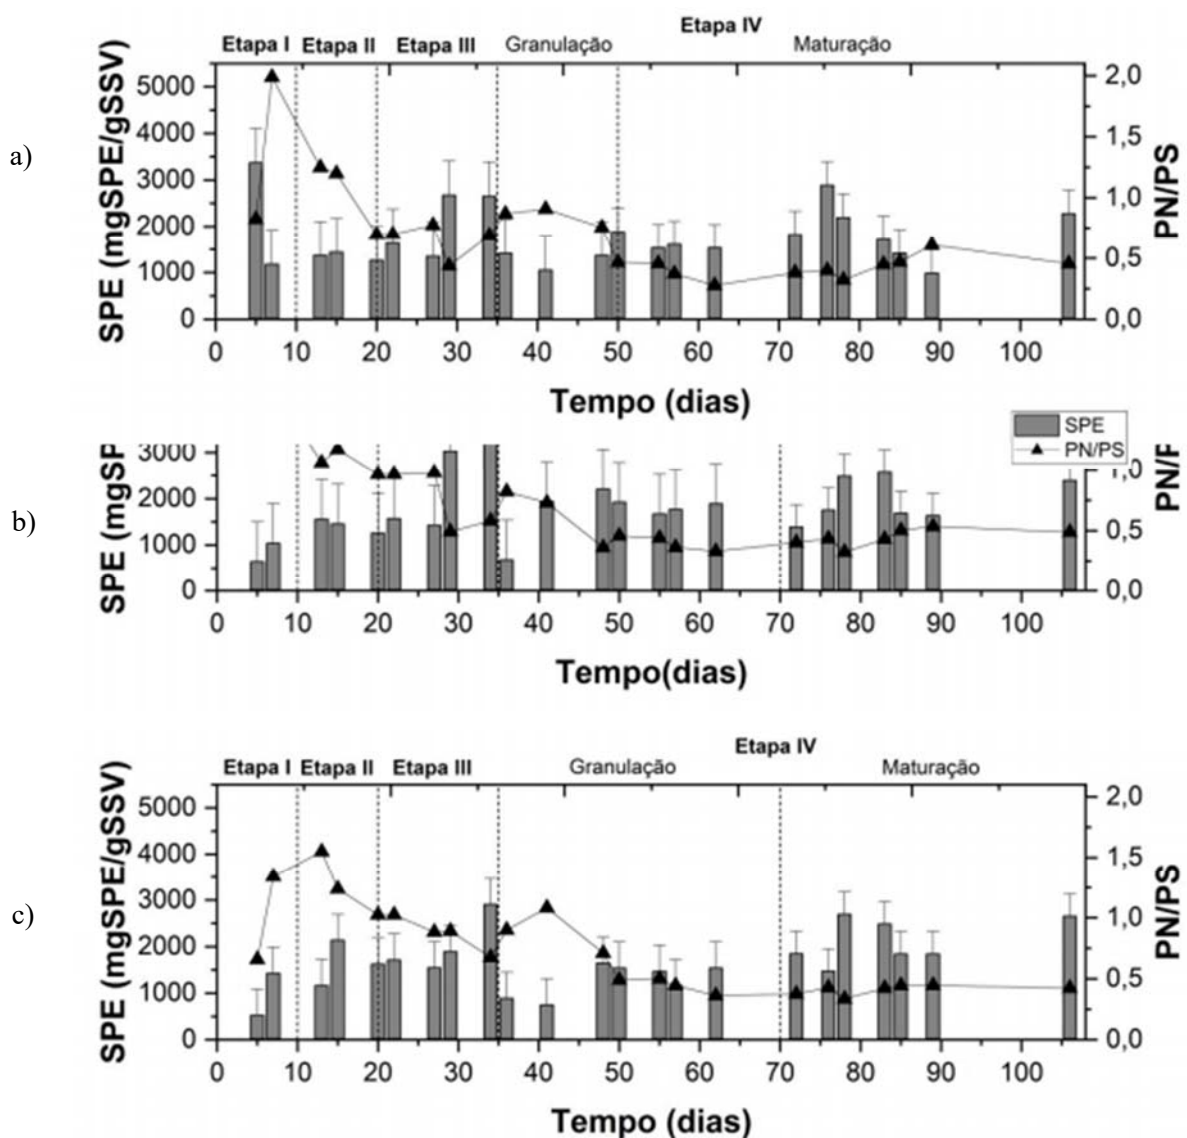 Etapa IV
Etapa I Etapa II Etapa III Granulação Maturação
a)
SPE (mgSPE/gSSV)
5000
4000
3000
2000
1000
0
2,0
1,5
1,0
0,5
0,0
PN/PS
0 10 20 30 40 50 60 70 80 90 100
Tempo (dias)
SPE
PN/PS
b)
SPE (mgSP
3000
2000
1000
0
1,0
0,5
0,0
0 10 20 30 40 50 60 70 80 90 100
Tempo(dias)
Etapa IV
Etapa I Etapa II Etapa III Granulação Maturação
c)
SPE (mgSPE/gSSV)
5000
4000
3000
2000
1000
0
2,0
1,5
1,0
0,5
0,0
PN/PS
0 10 20 30 40 50 60 70 80 90 100
Tempo (dias)